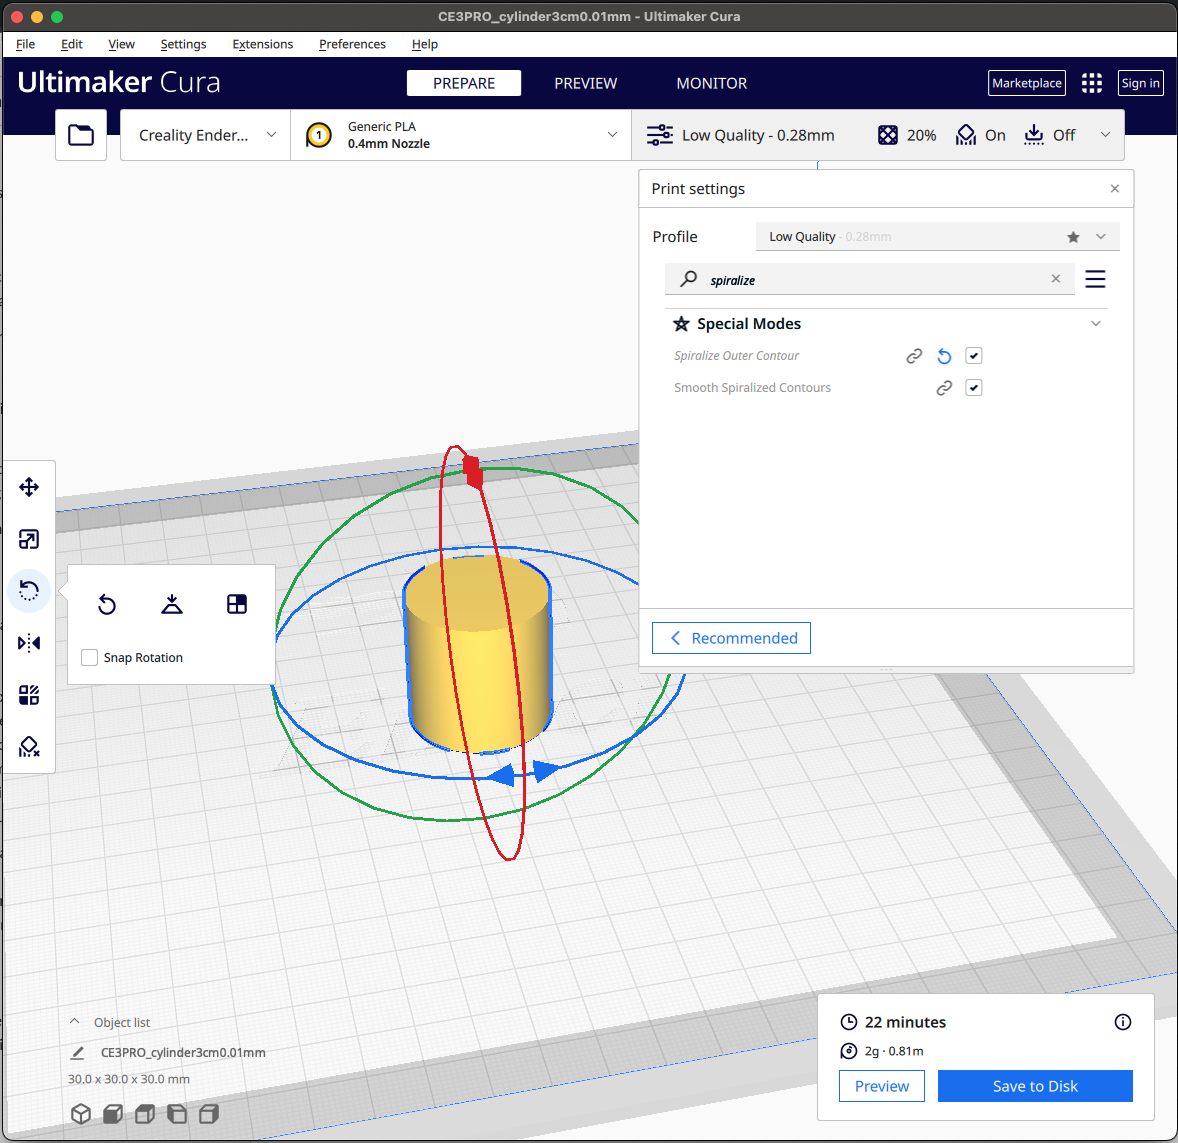 CE3PRO_cylinder3cm0.01mm - Ultimaker Cura
File Edit View Settings Extensions Preferences Help
Ultimaker Cura PREPARE PREVIEW MONITOR Marketplace Sign in
Creality Ender...
1
Generic PLA
0.4mm Nozzle
Low Quality - 0.28mm 20% On Off
Print settings
Profile Low Quality - 0.28mm
spiralize
Special Modes
Spiralize Outer Contour
Smooth Spiralized Contours
Recommended
Snap Rotation
Object list
CE3PRO_cylinder3cm0.01mm
30.0 x 30.0 x 30.0 mm
22 minutes
2g · 0.81m
Preview Save to Disk